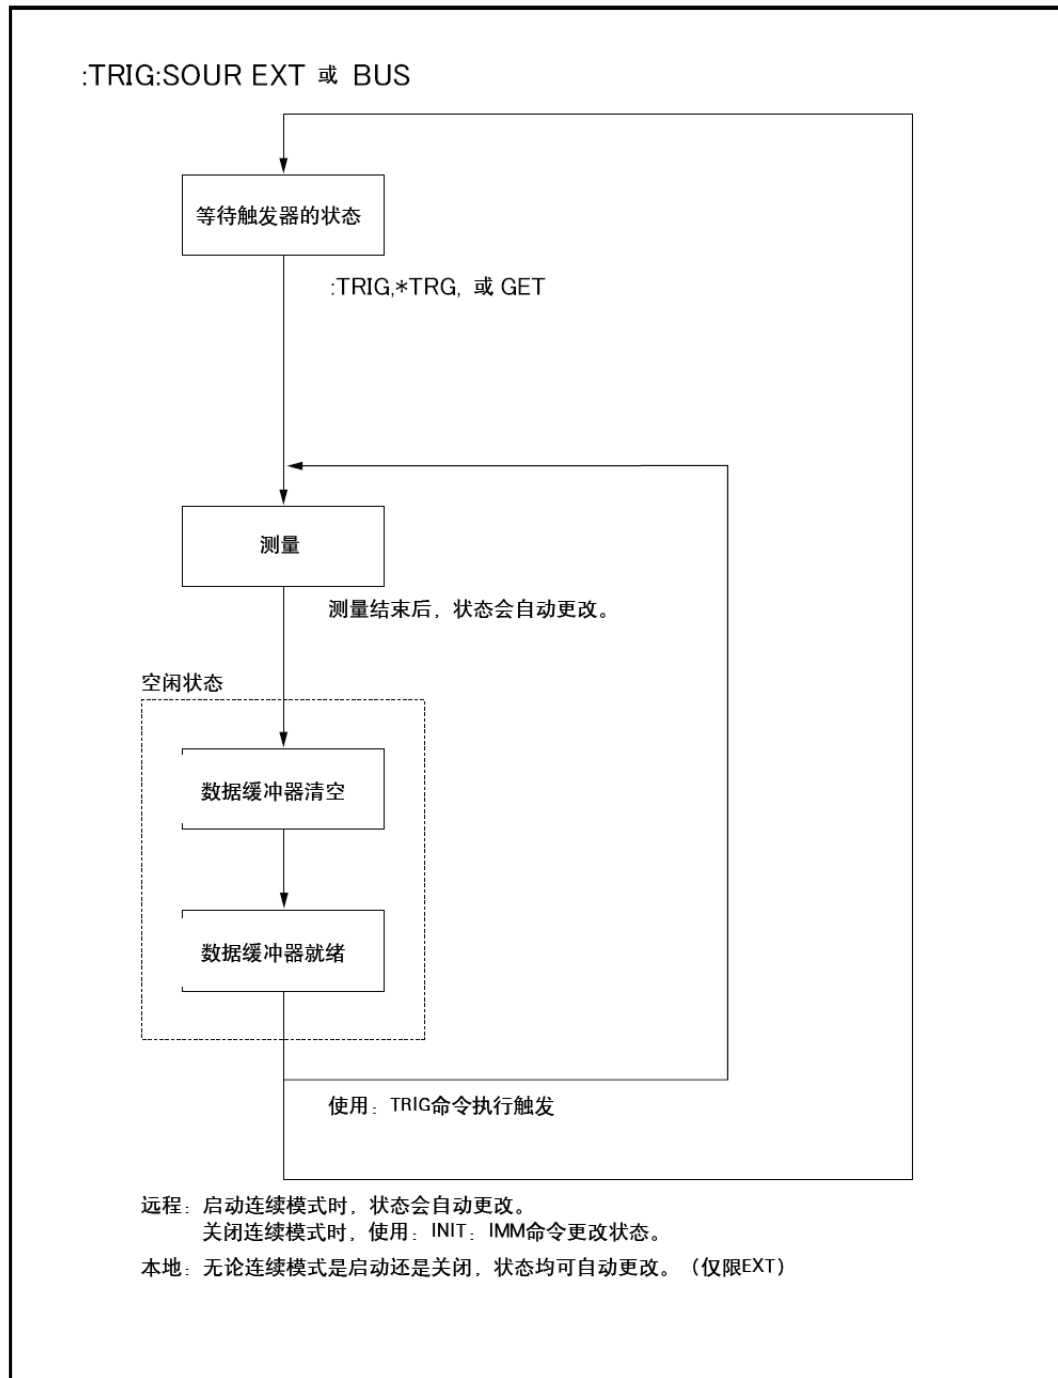 :TRIG:SOUR EXT 或 BUS
等待触发器的状态
:TRIG,*TRG, 或 GET
测量
测量结束后，状态会自动更改。
空闲状态
数据缓冲器清空
数据缓冲器就绪
使用：TRIG命令执行触发
远程：启动连续模式时，状态会自动更改。
关闭连续模式时，使用：INIT：IMM命令更改状态。
本地：无论连续模式是启动还是关闭，状态均可自动更改。（仅限EXT）